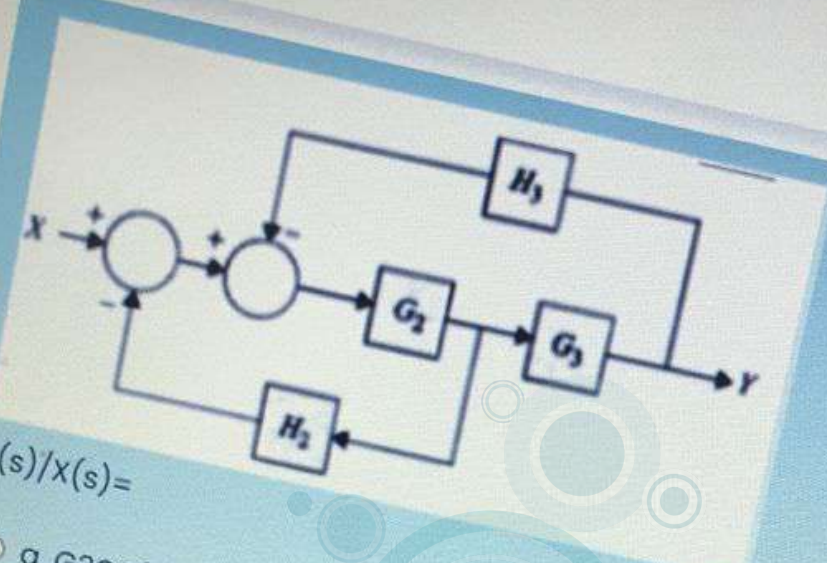 H3
+
X
+
-
G2
-
G3
Y
H2
(s)/X(s)=